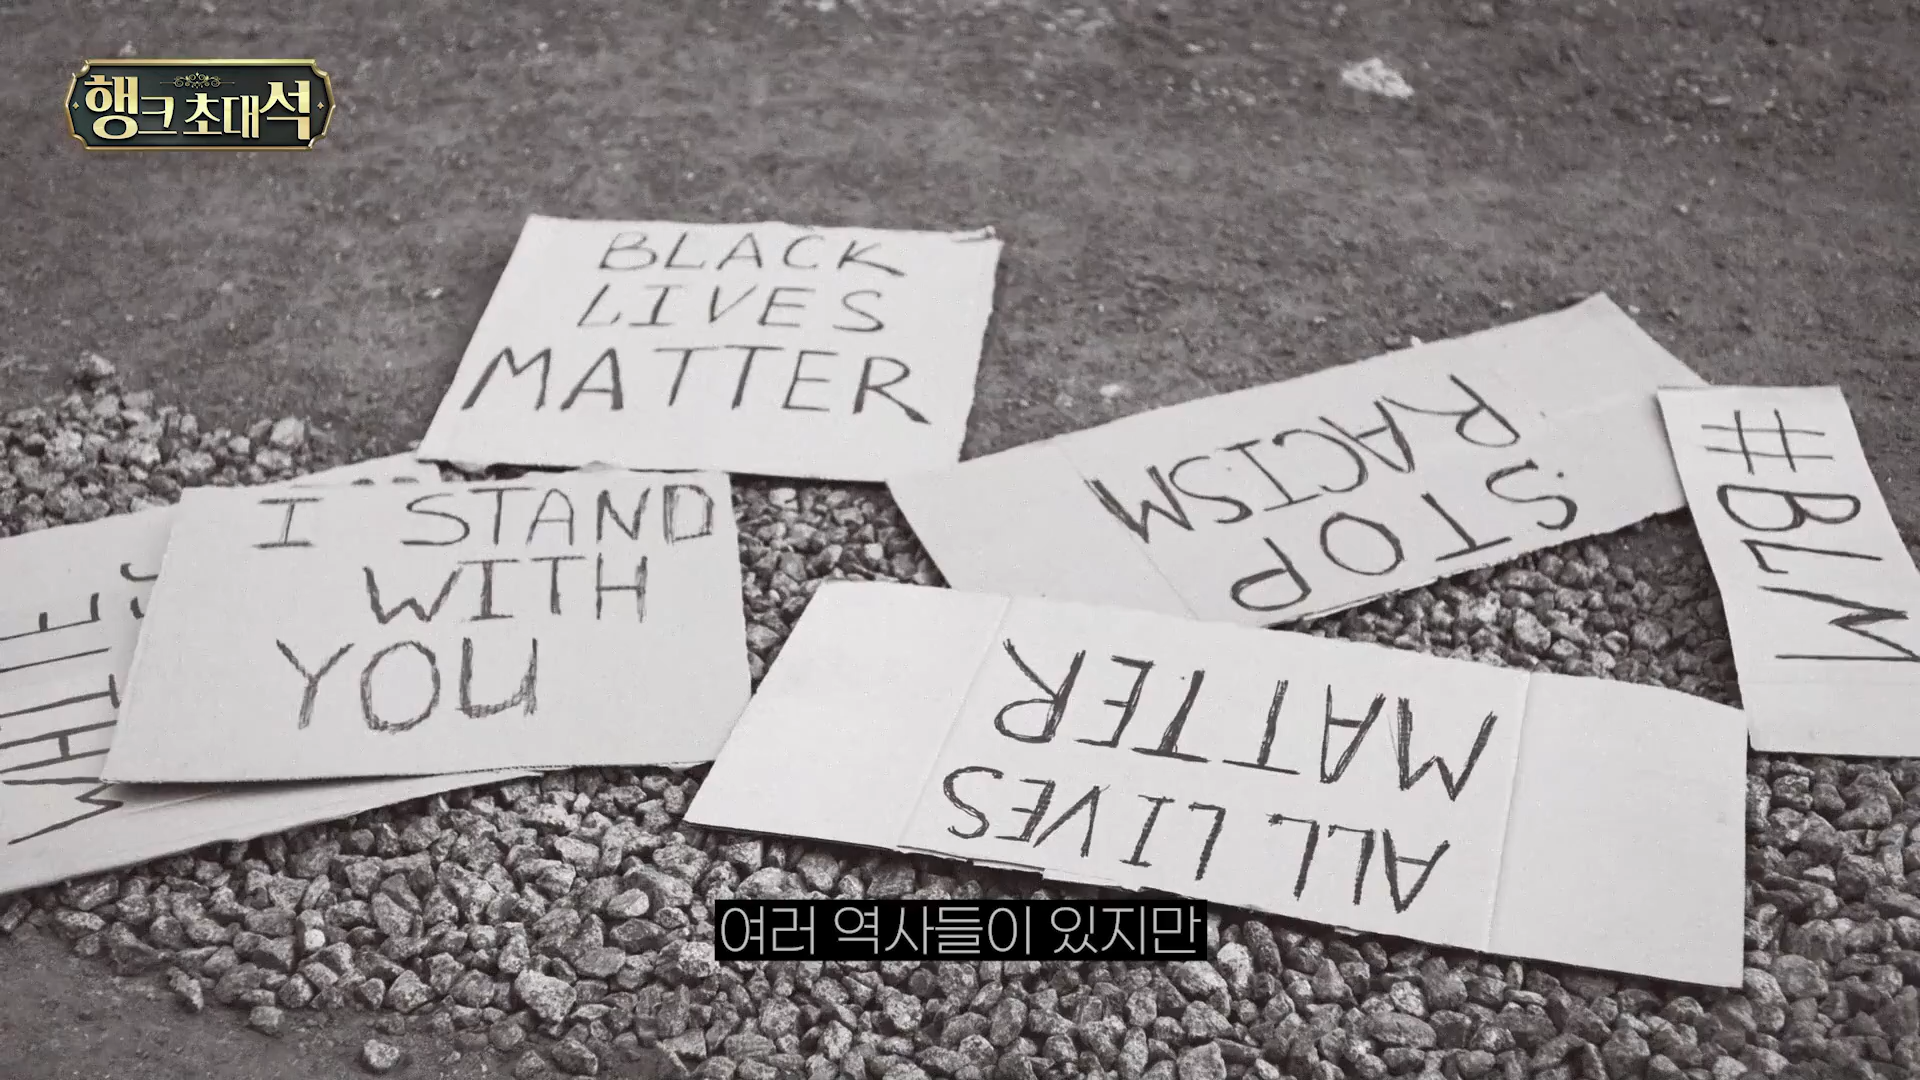 행크 초대석
BLACK
LIVES
MATTER
STOP
RACISM
#BLM
I STAND
WITH
YOU
WHITE
ALL LIVES
MATTER
여러 역사들이 있지만